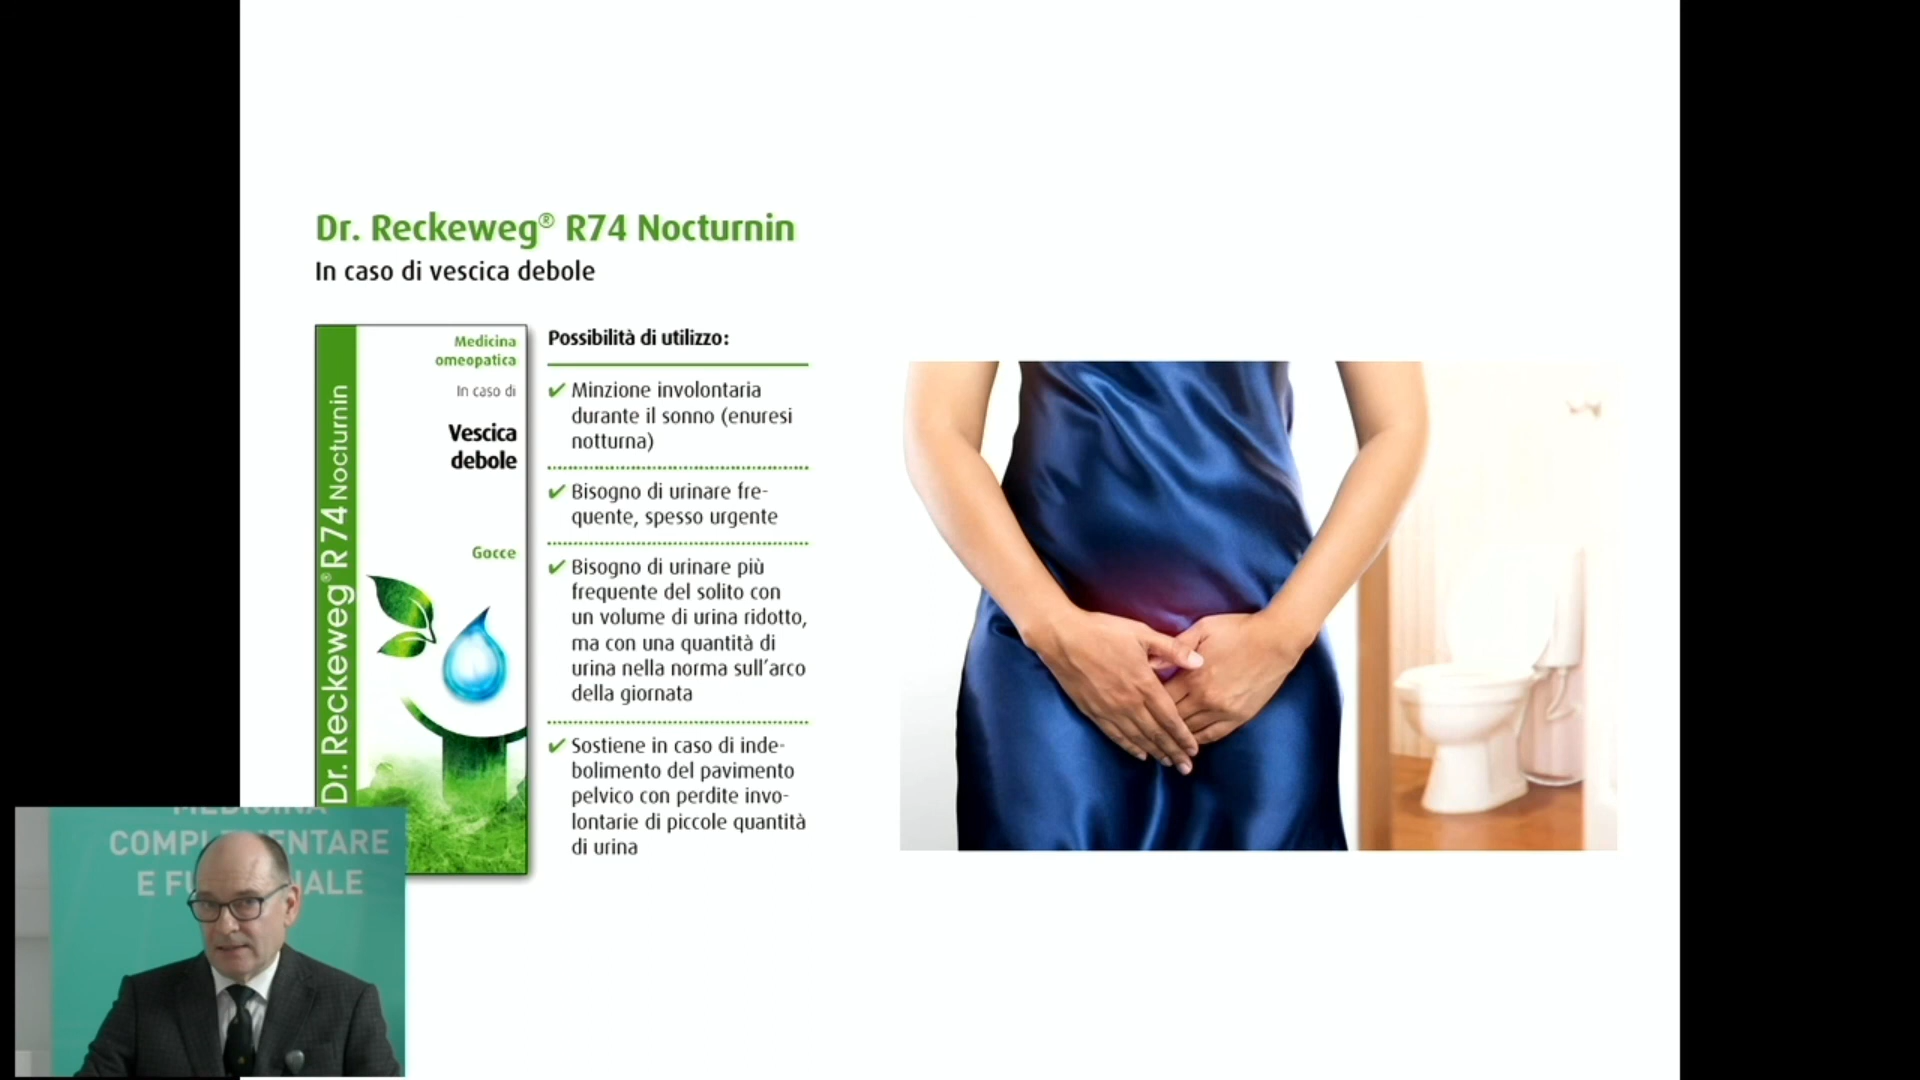 Dr. Reckeweg® R74 Nocturnin
In caso di vescica debole
Dr. Reckeweg® R 74 Nocturnin
Medicina
omeopatica
In caso di
Vescica
debole
Gocce
Possibilità di utilizzo:
✔ Minzione involontaria
durante il sonno (enuresi
notturna)
✔ Bisogno di urinare fre-
quente, spesso urgente
✔ Bisogno di urinare più
frequente del solito con
un volume di urina ridotto,
ma con una quantità di
urina nella norma sull'arco
della giornata
✔ Sostiene in caso di inde-
bolimento del pavimento
pelvico con perdite invo-
lontarie di piccole quantità
di urina
MEDICINA
COMPLEMENTARE
E FU NALE